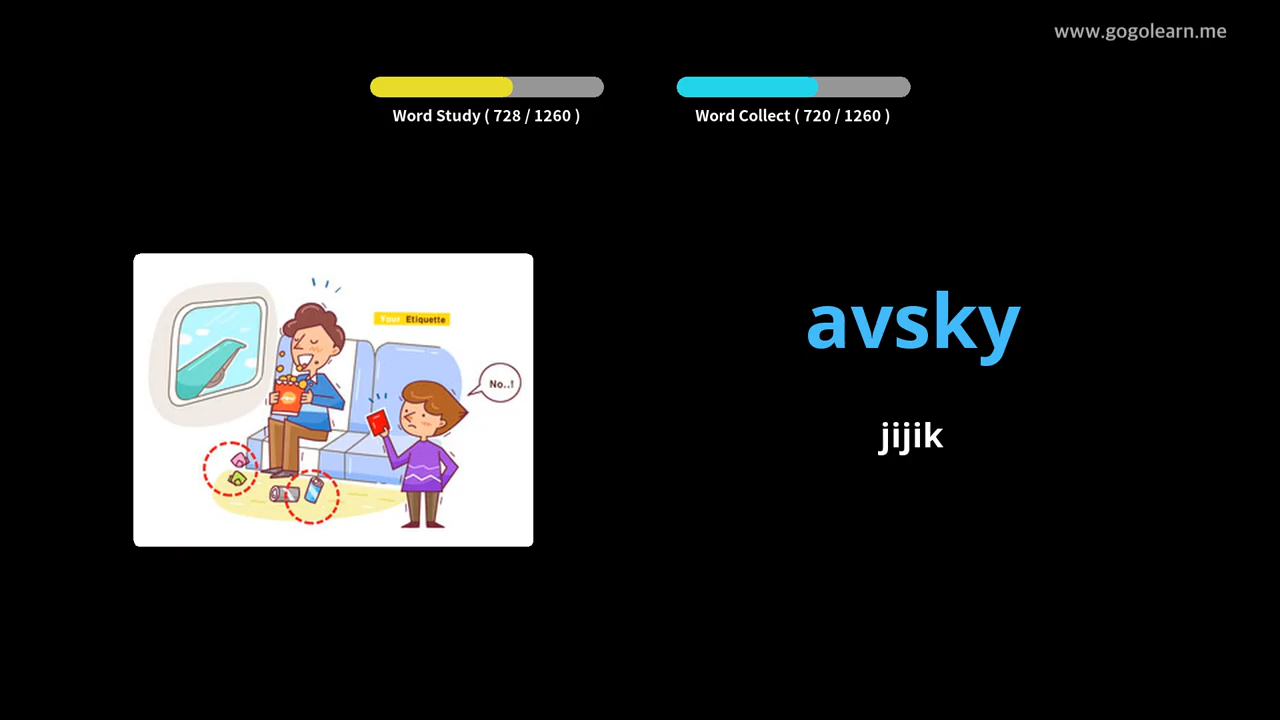 www.gogolearn.me
Word Study ( 728 / 1260 )
Word Collect ( 720 / 1260 )
Your Etiquette
No..!
avsky
jijik